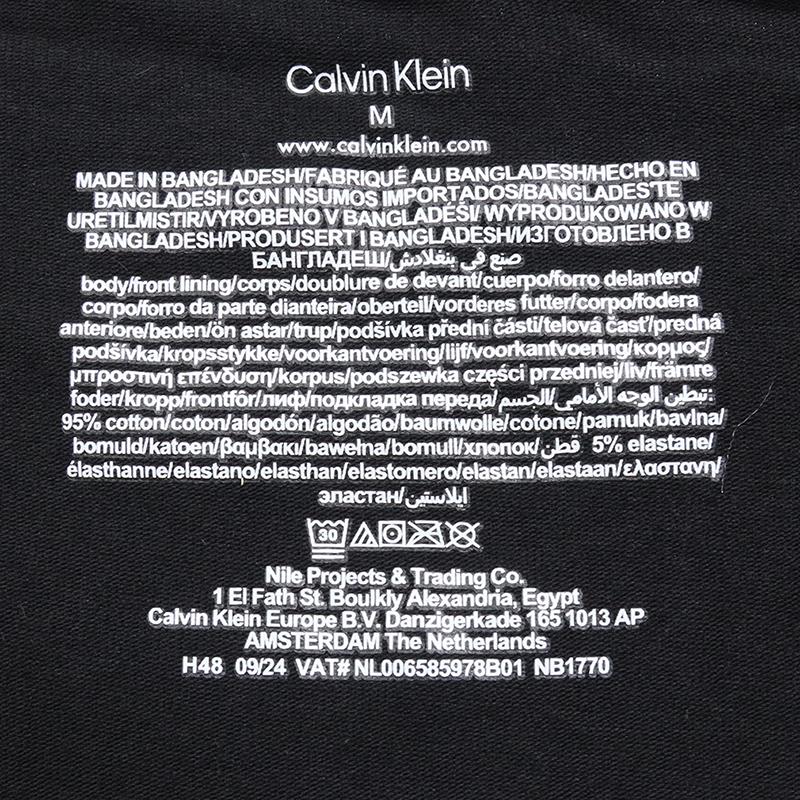 Calvin Klein
M
www.calvinklein.com
MADE IN BANGLADESH/FABRIQUÉ AU BANGLADESH/HECHO EN
BANGLADESH CON INSUMOS IMPORTADOS/BANGLADES'TE
URETILMISTIR/VYROBENO V BANGLADÉŠI/ WYPRODUKOWANO W
BANGLADESH/PRODUSERT I BANGLADESH/ИЗГОТОВЛЕНО В
БАНГЛАДЕШ/صنع في بنغلادش
body/front lining/corps/doublure de devant/cuerpo/forro delantero/
corpo/forro da parte dianteira/oberteil/vorderes futter/corpo/fodera
anteriore/beden/ön astar/trup/podšívka přední části/telová časť/predná
podšívka/kropsstykke/voorkantvoering/lijf/voorkantvoering/κορμος/
μπροστινή επένδυση/korpus/podszewka części przedniej/liv/främre
foder/kropp/frontfôr/лиф/подкладка переда/تبطين الوجه الأمامي/الجسم:
95% cotton/coton/algodón/algodão/baumwolle/cotone/pamuk/bavlna/
bomuld/katoen/βαμβακι/bawełna/bomull/хлопок/قطن 5% elastane/
élasthanne/elastano/elasthan/elastomero/elastan/elastaan/ελαστανη/
эластан/ايلاستين
30
Nile Projects & Trading Co.
1 El Fath St. Boulkly Alexandria, Egypt
Calvin Klein Europe B.V. Danzigerkade 165 1013 AP
AMSTERDAM The Netherlands
H48 09/24 VAT# NL006585978B01 NB1770